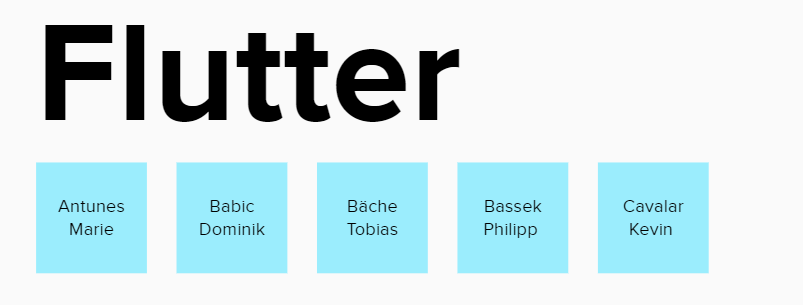 Flutter
Antunes
Marie
Babic
Dominik
Bäche
Tobias
Bassek
Philipp
Cavalar
Kevin